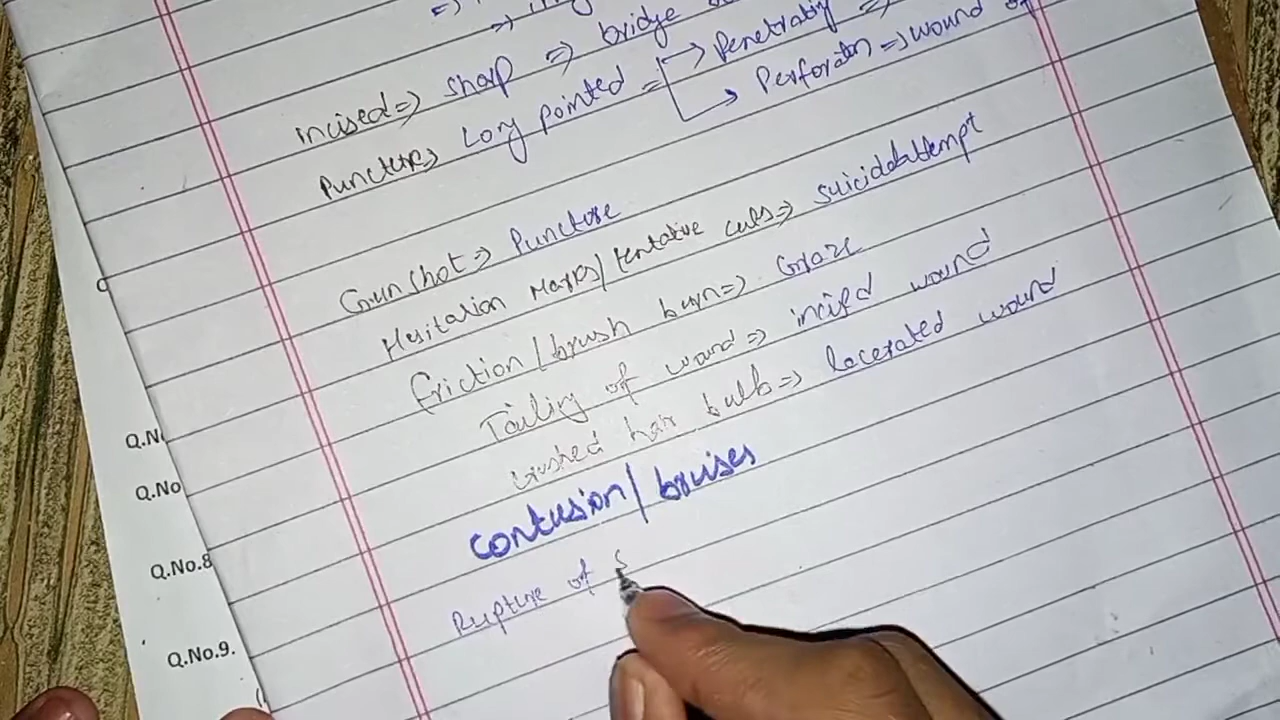 incised => sharp => bridge
Puncture => Long pointed => Penetrating =>
Perforation => wound of
Gun shot => Puncture
Hesitation Marks/tentative cuts => suicidal attempt
friction / brush burn => Graze
Tailing of wound => incised wound
crushed hair bulb => lacerated wound
contusion / bruises
Rupture of S
Q.N
Q.No
Q.No.8
Q.No.9.